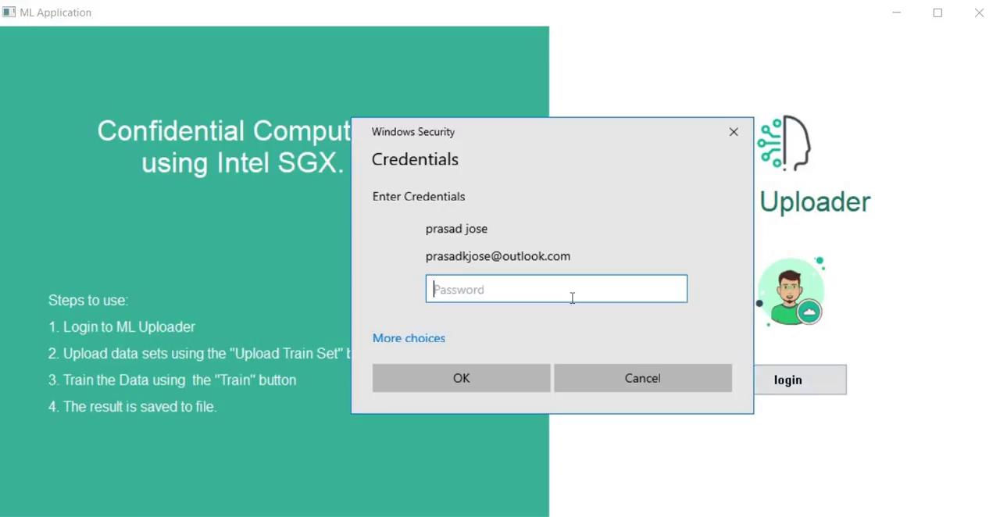 ML Application
Confidential Comput
using Intel SGX.
Steps to use:
1. Login to ML Uploader
2. Upload data sets using the "Upload Train Set" b
3. Train the Data using  the "Train" button
4. The result is saved to file.
Windows Security
Credentials
Enter Credentials
prasad jose
prasadkjose@outlook.com
Password
More choices
OK
Cancel
Uploader
login